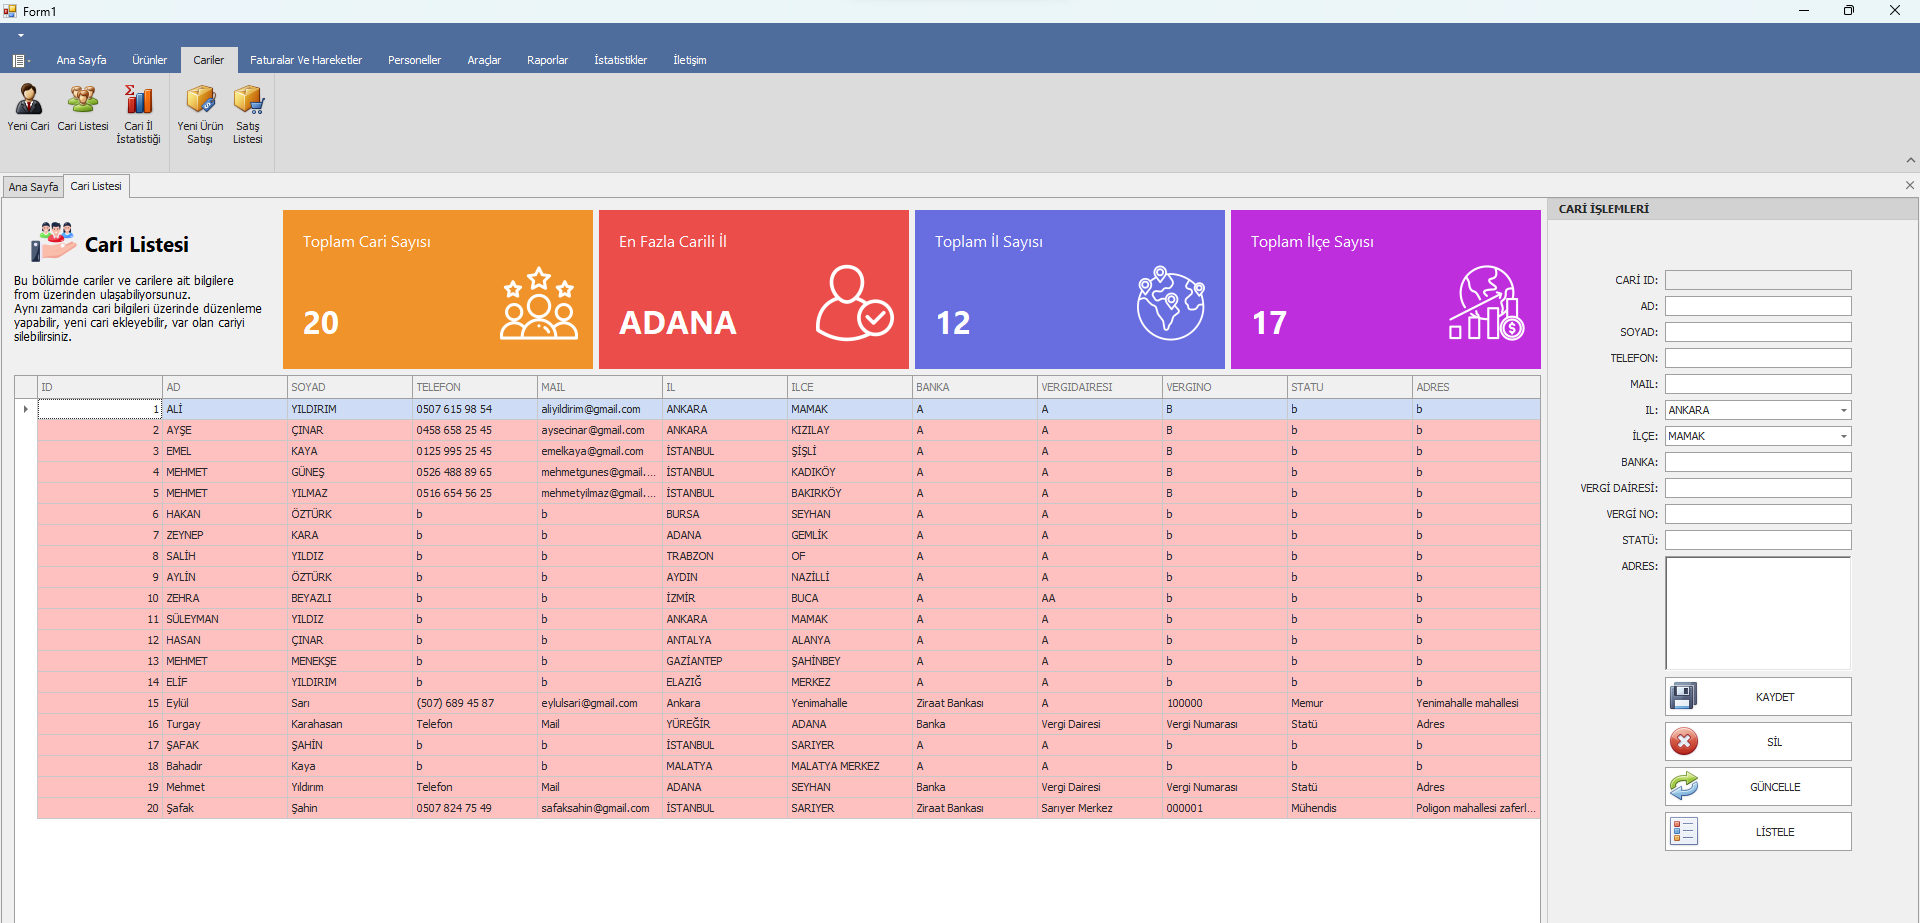 Form1
Ana Sayfa Ürünler Cariler Faturalar Ve Hareketler Personeller Araçlar Raporlar İstatistikler İletişim
Yeni Cari Cari Listesi Cari İl Yeni Ürün Satış
İstatistiği Satışı Listesi
Ana Sayfa Cari Listesi
Cari Listesi
Bu bölümde cariler ve carilere ait bilgilere
from üzerinden ulaşabiliyorsunuz.
Aynı zamanda cari bilgileri üzerinde düzenleme
yapabilir, yeni cari ekleyebilir, var olan cariyi
silebilirsiniz.
Toplam Cari Sayısı
20
En Fazla Carili İl
ADANA
Toplam İl Sayısı
12
Toplam İlçe Sayısı
17
ID AD SOYAD TELEFON MAIL IL ILCE BANKA VERGIDAIRESI VERGINO STATU ADRES
1 ALİ YILDIRIM 0507 615 98 54 aliyildirim@gmail.com ANKARA MAMAK A A B b b
2 AYŞE ÇINAR 0458 658 25 45 aysecinar@gmail.com ANKARA KIZILAY A A B b b
3 EMEL KAYA 0125 995 25 45 emelkaya@gmail.com İSTANBUL ŞİŞLİ A A B b b
4 MEHMET GÜNEŞ 0526 488 89 65 mehmetgunes@gmail.... İSTANBUL KADIKÖY A A B b b
5 MEHMET YILMAZ 0516 654 56 25 mehmetyilmaz@gmail.... İSTANBUL BAKIRKÖY A A B b b
6 HAKAN ÖZTÜRK b b BURSA SEYHAN A A b b b
7 ZEYNEP KARA b b ADANA GEMLİK A A b b b
8 SALİH YILDIZ b b TRABZON OF A A b b b
9 AYLİN ÖZTÜRK b b AYDIN NAZİLLİ A A b b b
10 ZEHRA BEYAZLI b b İZMİR BUCA A AA b b b
11 SÜLEYMAN YILDIZ b b ANKARA MAMAK A A b b b
12 HASAN ÇINAR b b ANTALYA ALANYA A A b b b
13 MEHMET MENEKŞE b b GAZİANTEP ŞAHİNBEY A A b b b
14 ELİF YILDIRIM b b ELAZIĞ MERKEZ A A b b b
15 Eylül Sarı (507) 689 45 87 eylulsari@gmail.com Ankara Yenimahalle Ziraat Bankası A 100000 Memur Yenimahalle mahallesi
16 Turgay Karahasan Telefon Mail YÜREĞİR ADANA Banka Vergi Dairesi Vergi Numarası Statü Adres
17 ŞAFAK ŞAHİN b b İSTANBUL SARIYER A A b b b
18 Bahadır Kaya b b MALATYA MALATYA MERKEZ A A b b b
19 Mehmet Yıldırım Telefon Mail ADANA SEYHAN Banka Vergi Dairesi Vergi Numarası Statü Adres
20 Şafak Şahin 0507 824 75 49 safaksahin@gmail.com İSTANBUL SARIYER Ziraat Bankası Sarıyer Merkez 000001 Mühendis Poligon mahallesi zaferl...
CARİ İŞLEMLERİ
CARİ ID:
AD:
SOYAD:
TELEFON:
MAIL:
IL: ANKARA
İLÇE: MAMAK
BANKA:
VERGİ DAİRESİ:
VERGİ NO:
STATÜ:
ADRES:
KAYDET
SİL
GÜNCELLE
LİSTELE